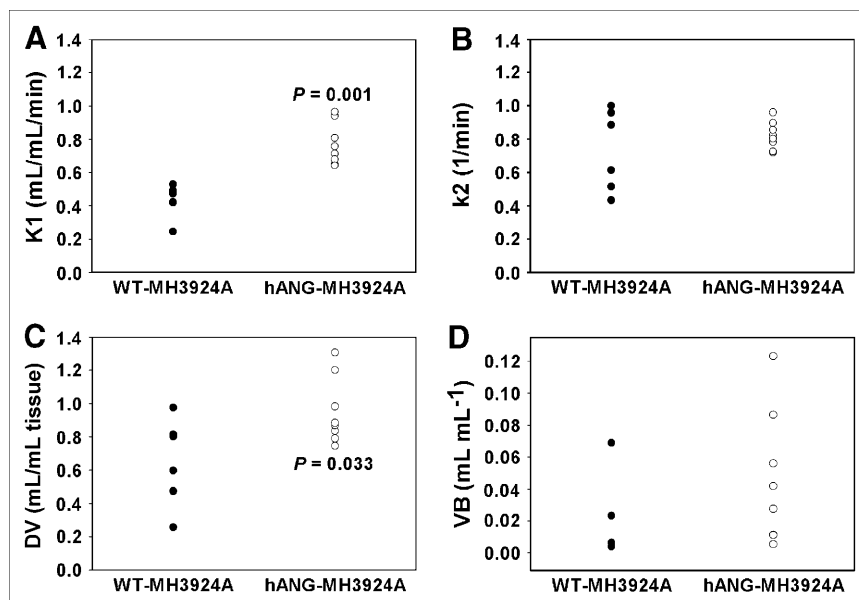 A
K1 (mL/mL/min)
1.4
1.2
1.0
0.8
0.6
0.4
0.2
0.0
P = 0.001
WT-MH3924A hANG-MH3924A
B
k2 (1/min)
1.4
1.2
1.0
0.8
0.6
0.4
0.2
0.0
WT-MH3924A hANG-MH3924A
C
DV (mL/mL tissue)
1.4
1.2
1.0
0.8
0.6
0.4
0.2
0.0
P = 0.033
WT-MH3924A hANG-MH3924A
D
VB (mL mL⁻¹)
0.12
0.10
0.08
0.06
0.04
0.02
0.00
WT-MH3924A hANG-MH3924A